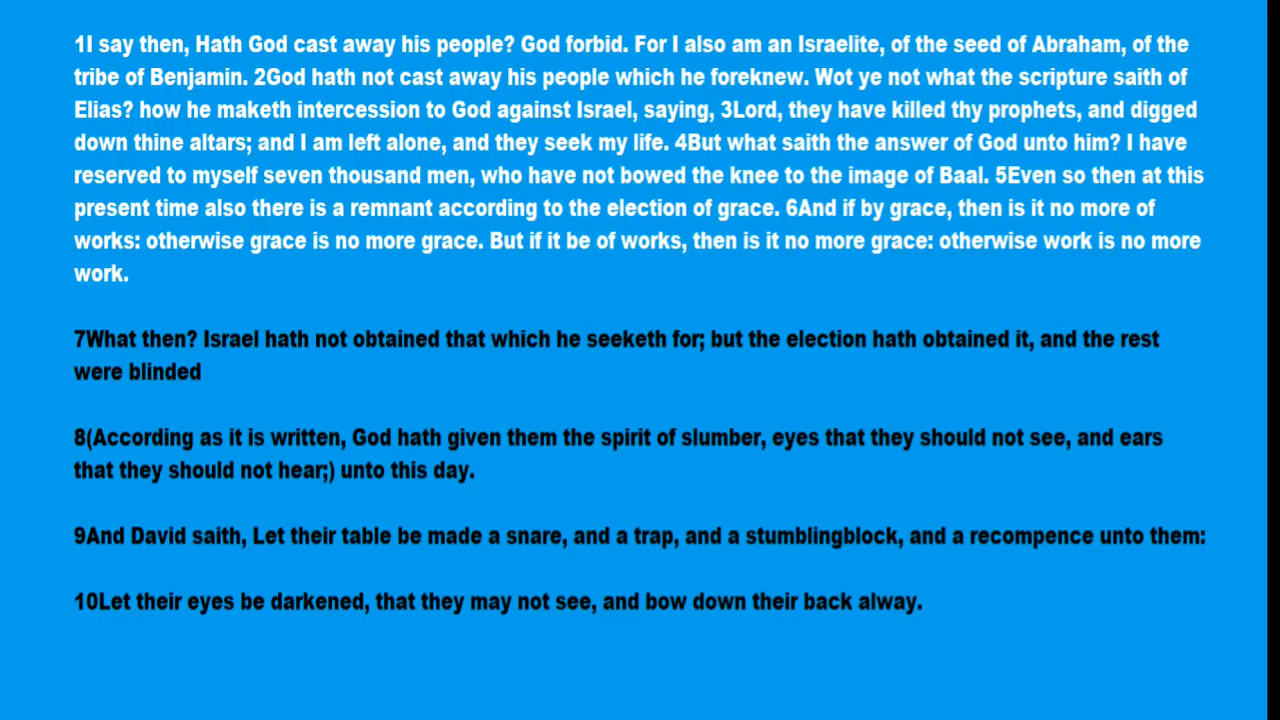 1I say then, Hath God cast away his people? God forbid. For I also am an Israelite, of the seed of Abraham, of the
tribe of Benjamin. 2God hath not cast away his people which he foreknew. Wot ye not what the scripture saith of
Elias? how he maketh intercession to God against Israel, saying, 3Lord, they have killed thy prophets, and digged
down thine altars; and I am left alone, and they seek my life. 4But what saith the answer of God unto him? I have
reserved to myself seven thousand men, who have not bowed the knee to the image of Baal. 5Even so then at this
present time also there is a remnant according to the election of grace. 6And if by grace, then is it no more of
works: otherwise grace is no more grace. But if it be of works, then is it no more grace: otherwise work is no more
work.
7What then? Israel hath not obtained that which he seeketh for; but the election hath obtained it, and the rest
were blinded
8(According as it is written, God hath given them the spirit of slumber, eyes that they should not see, and ears
that they should not hear;) unto this day.
9And David saith, Let their table be made a snare, and a trap, and a stumblingblock, and a recompence unto them:
10Let their eyes be darkened, that they may not see, and bow down their back alway.